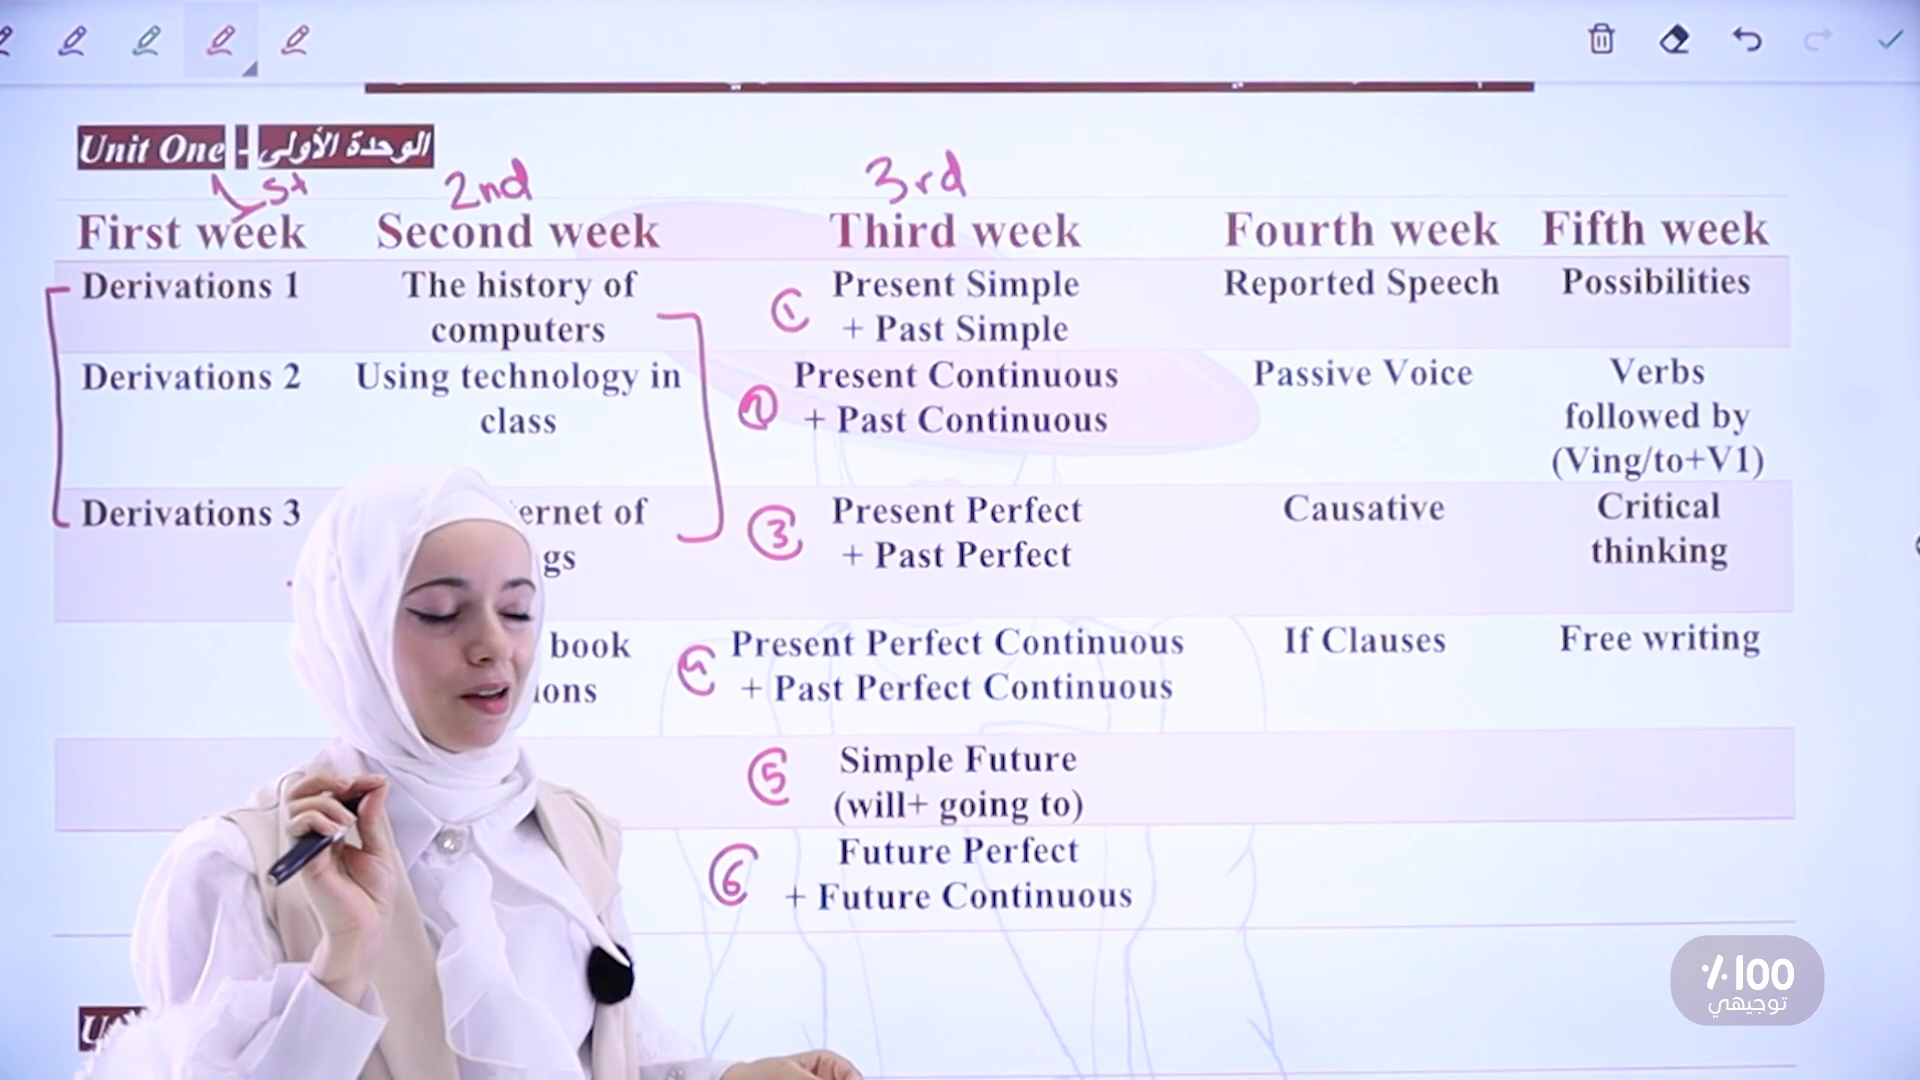 Unit One - الوحدة الأولى
1st 2nd 3rd
First week Second week Third week Fourth week Fifth week
Derivations 1 The history of Present Simple Reported Speech Possibilities
computers 1 + Past Simple
Derivations 2 Using technology in Present Continuous Passive Voice Verbs
class 2 + Past Continuous followed by
(Ving/to+V1)
Derivations 3 of Present Perfect Causative Critical
3 + Past Perfect thinking
book Present Perfect Continuous If Clauses Free writing
4 + Past Perfect Continuous
5 Simple Future
(will+ going to)
6 Future Perfect
+ Future Continuous
٪100
توجيهي